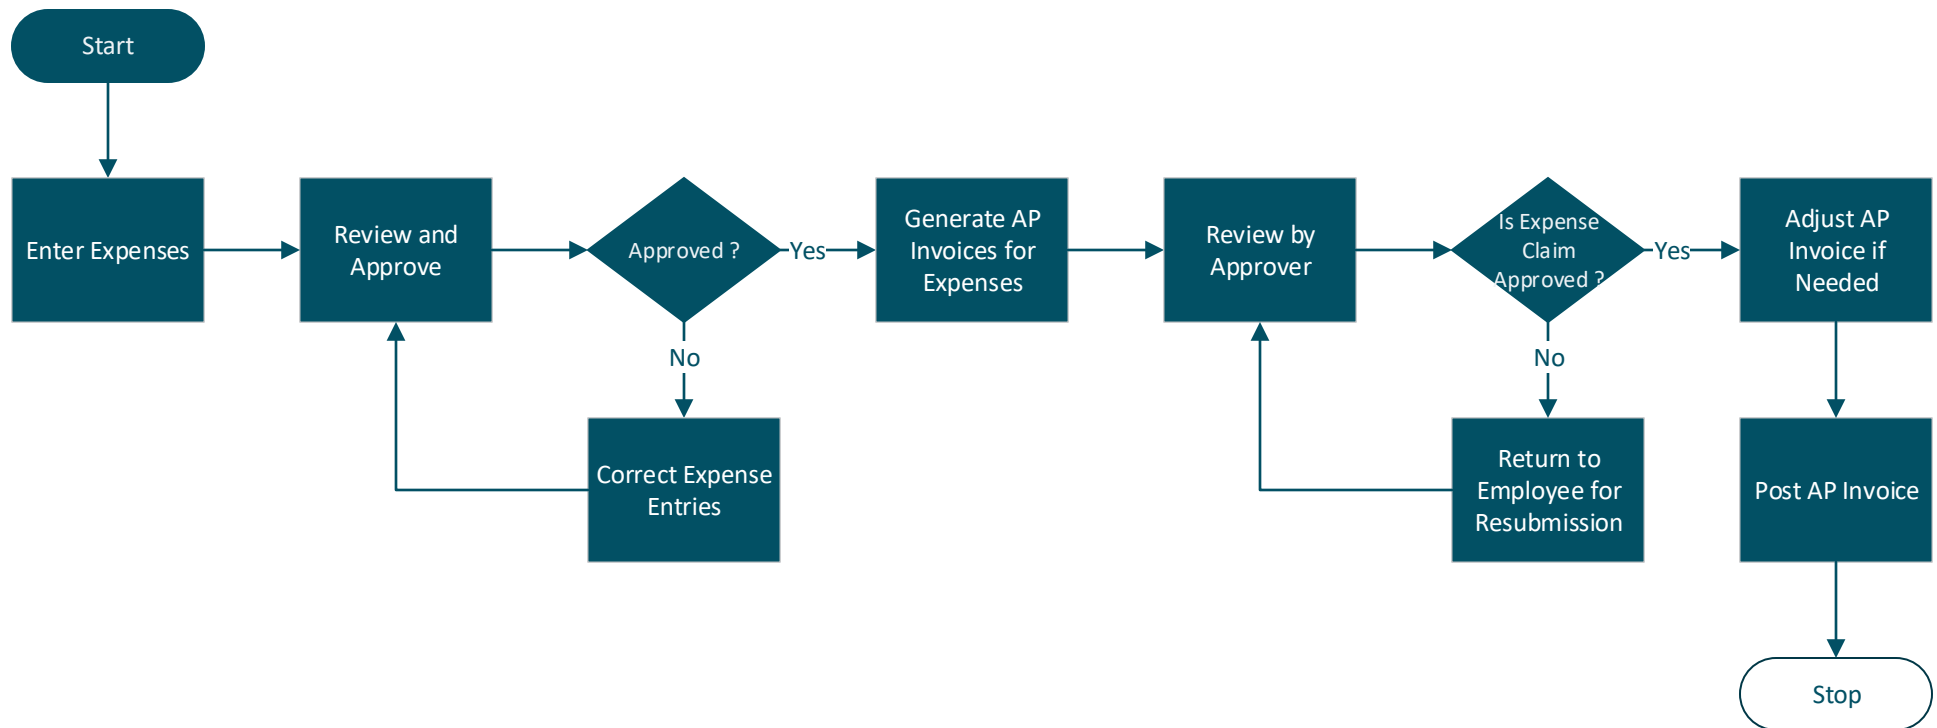 Start
Enter Expenses
Review and
Approve
Approved ?
Yes
No
Correct Expense
Entries
Generate AP
Invoices for
Expenses
Review by
Approver
Is Expense
Claim
Approved ?
Yes
No
Return to
Employee for
Resubmission
Adjust AP
Invoice if
Needed
Post AP Invoice
Stop